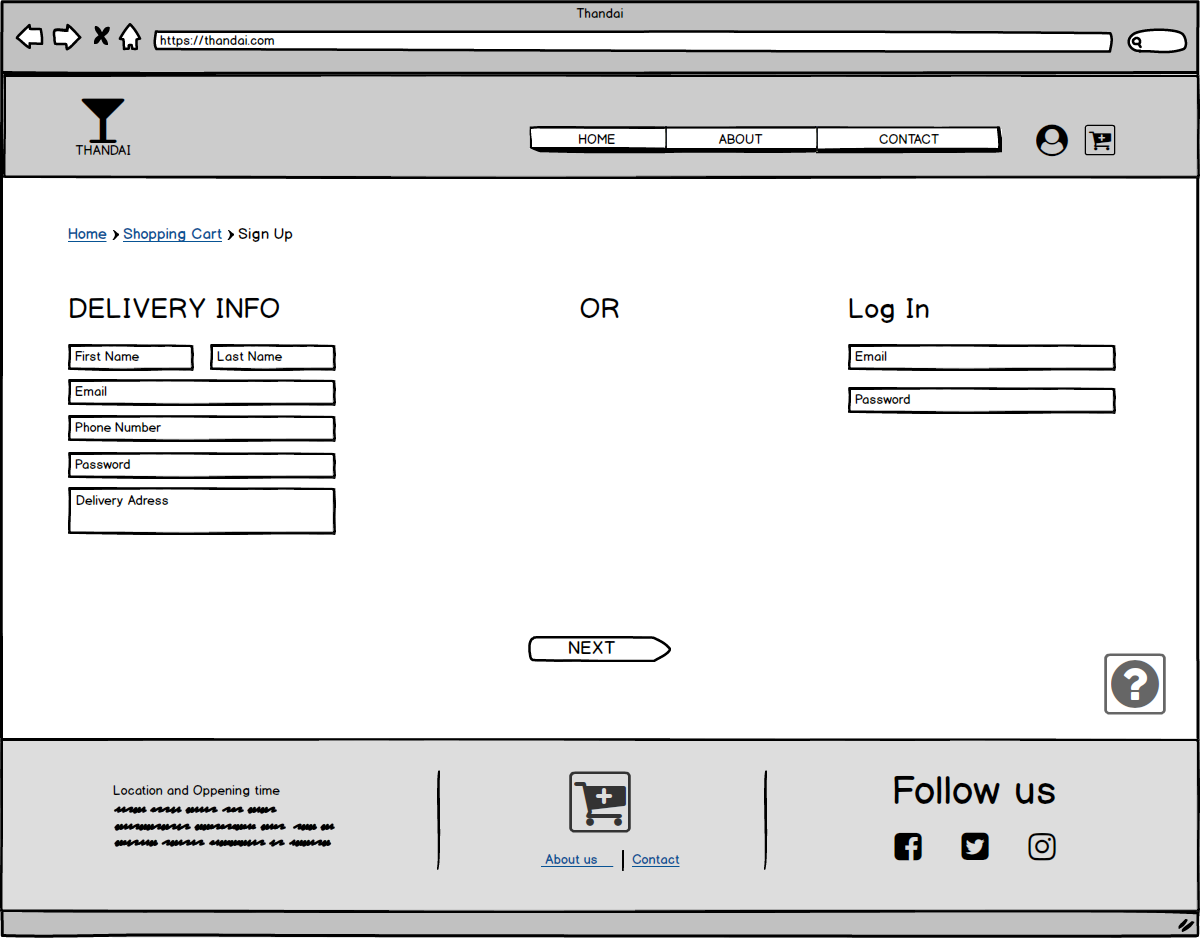 Thandai
https://thandai.com
THANDAI
HOME ABOUT CONTACT
Home Shopping Cart Sign Up
DELIVERY INFO
OR
Log In
First Name Last Name
Email
Phone Number
Password
Delivery Adress
Email
Password
NEXT
?
Location and Oppening time
About us Contact
Follow us